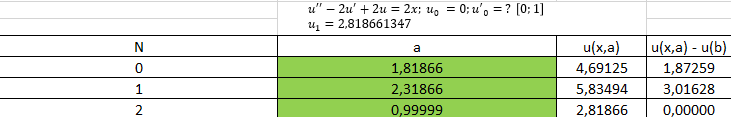 u′′ − 2u′ + 2u = 2x; u₀ = 0; u′₀ = ? [0; 1]
u₁ = 2,818661347
N a u(x,a) u(x,a) - u(b)
0 1,81866 4,69125 1,87259
1 2,31866 5,83494 3,01628
2 0,99999 2,81866 0,00000